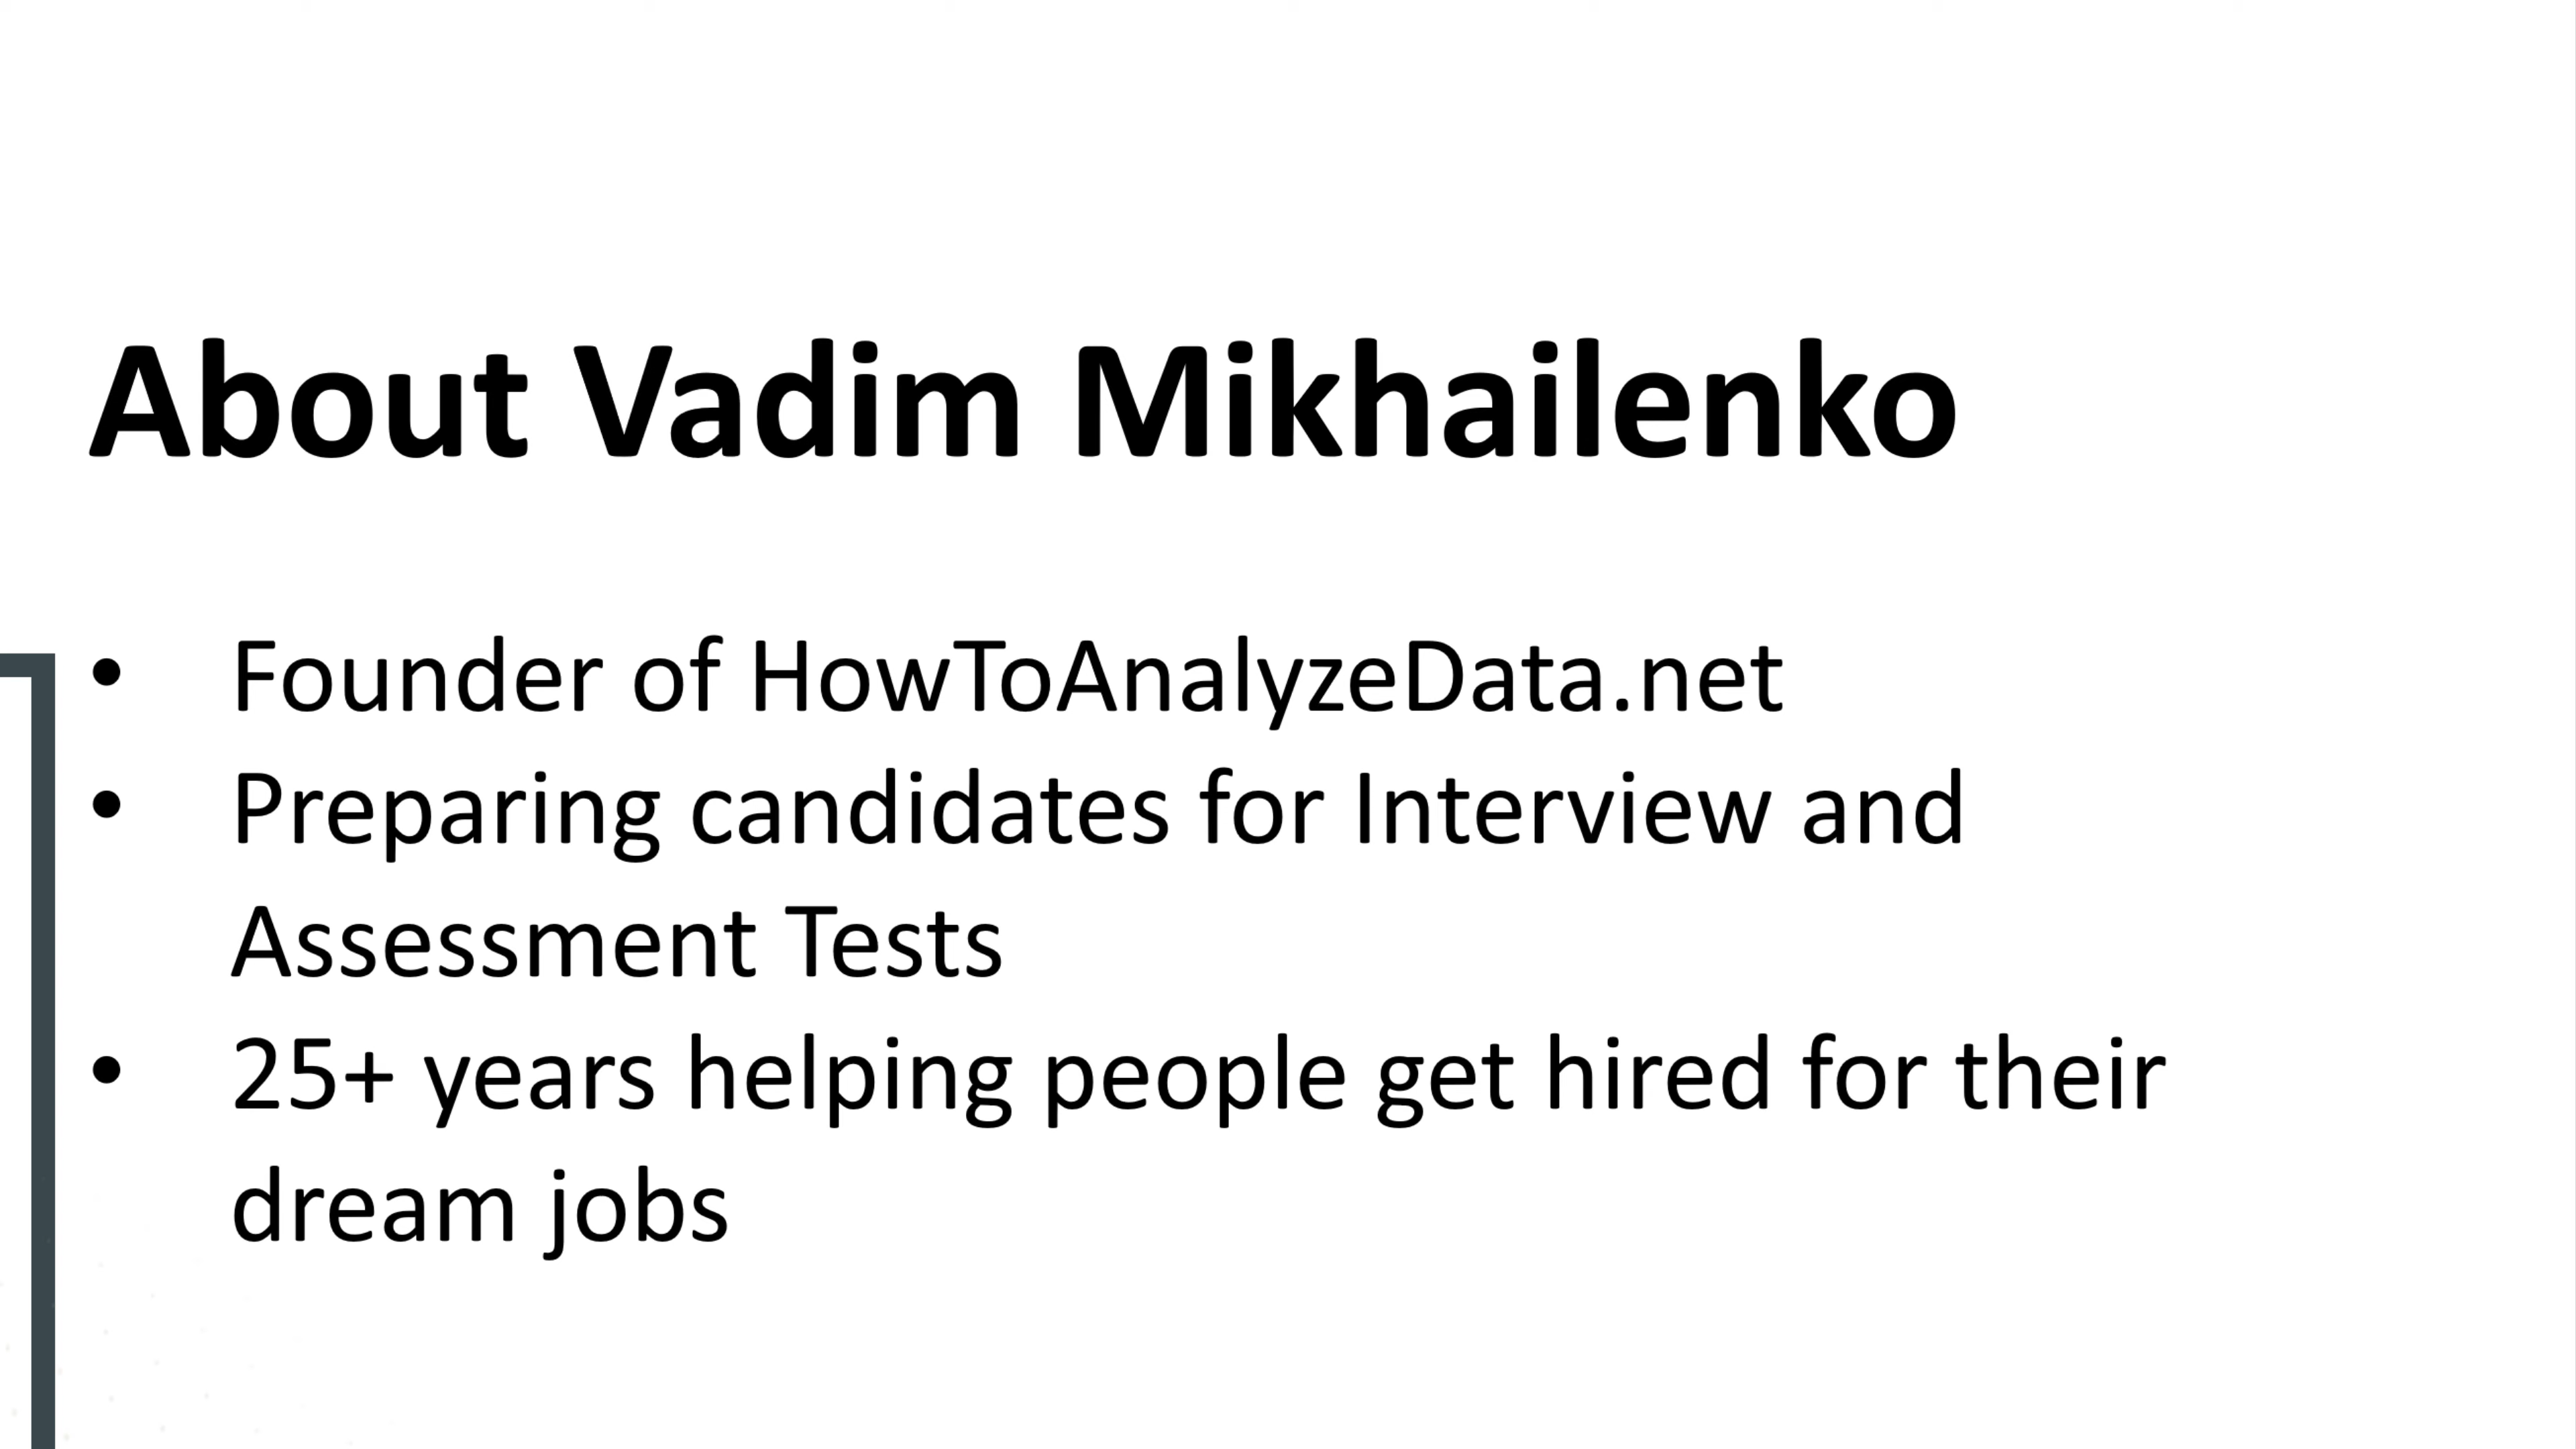 About Vadim Mikhailenko
• Founder of HowToAnalyzeData.net
• Preparing candidates for Interview and
Assessment Tests
• 25+ years helping people get hired for their
dream jobs